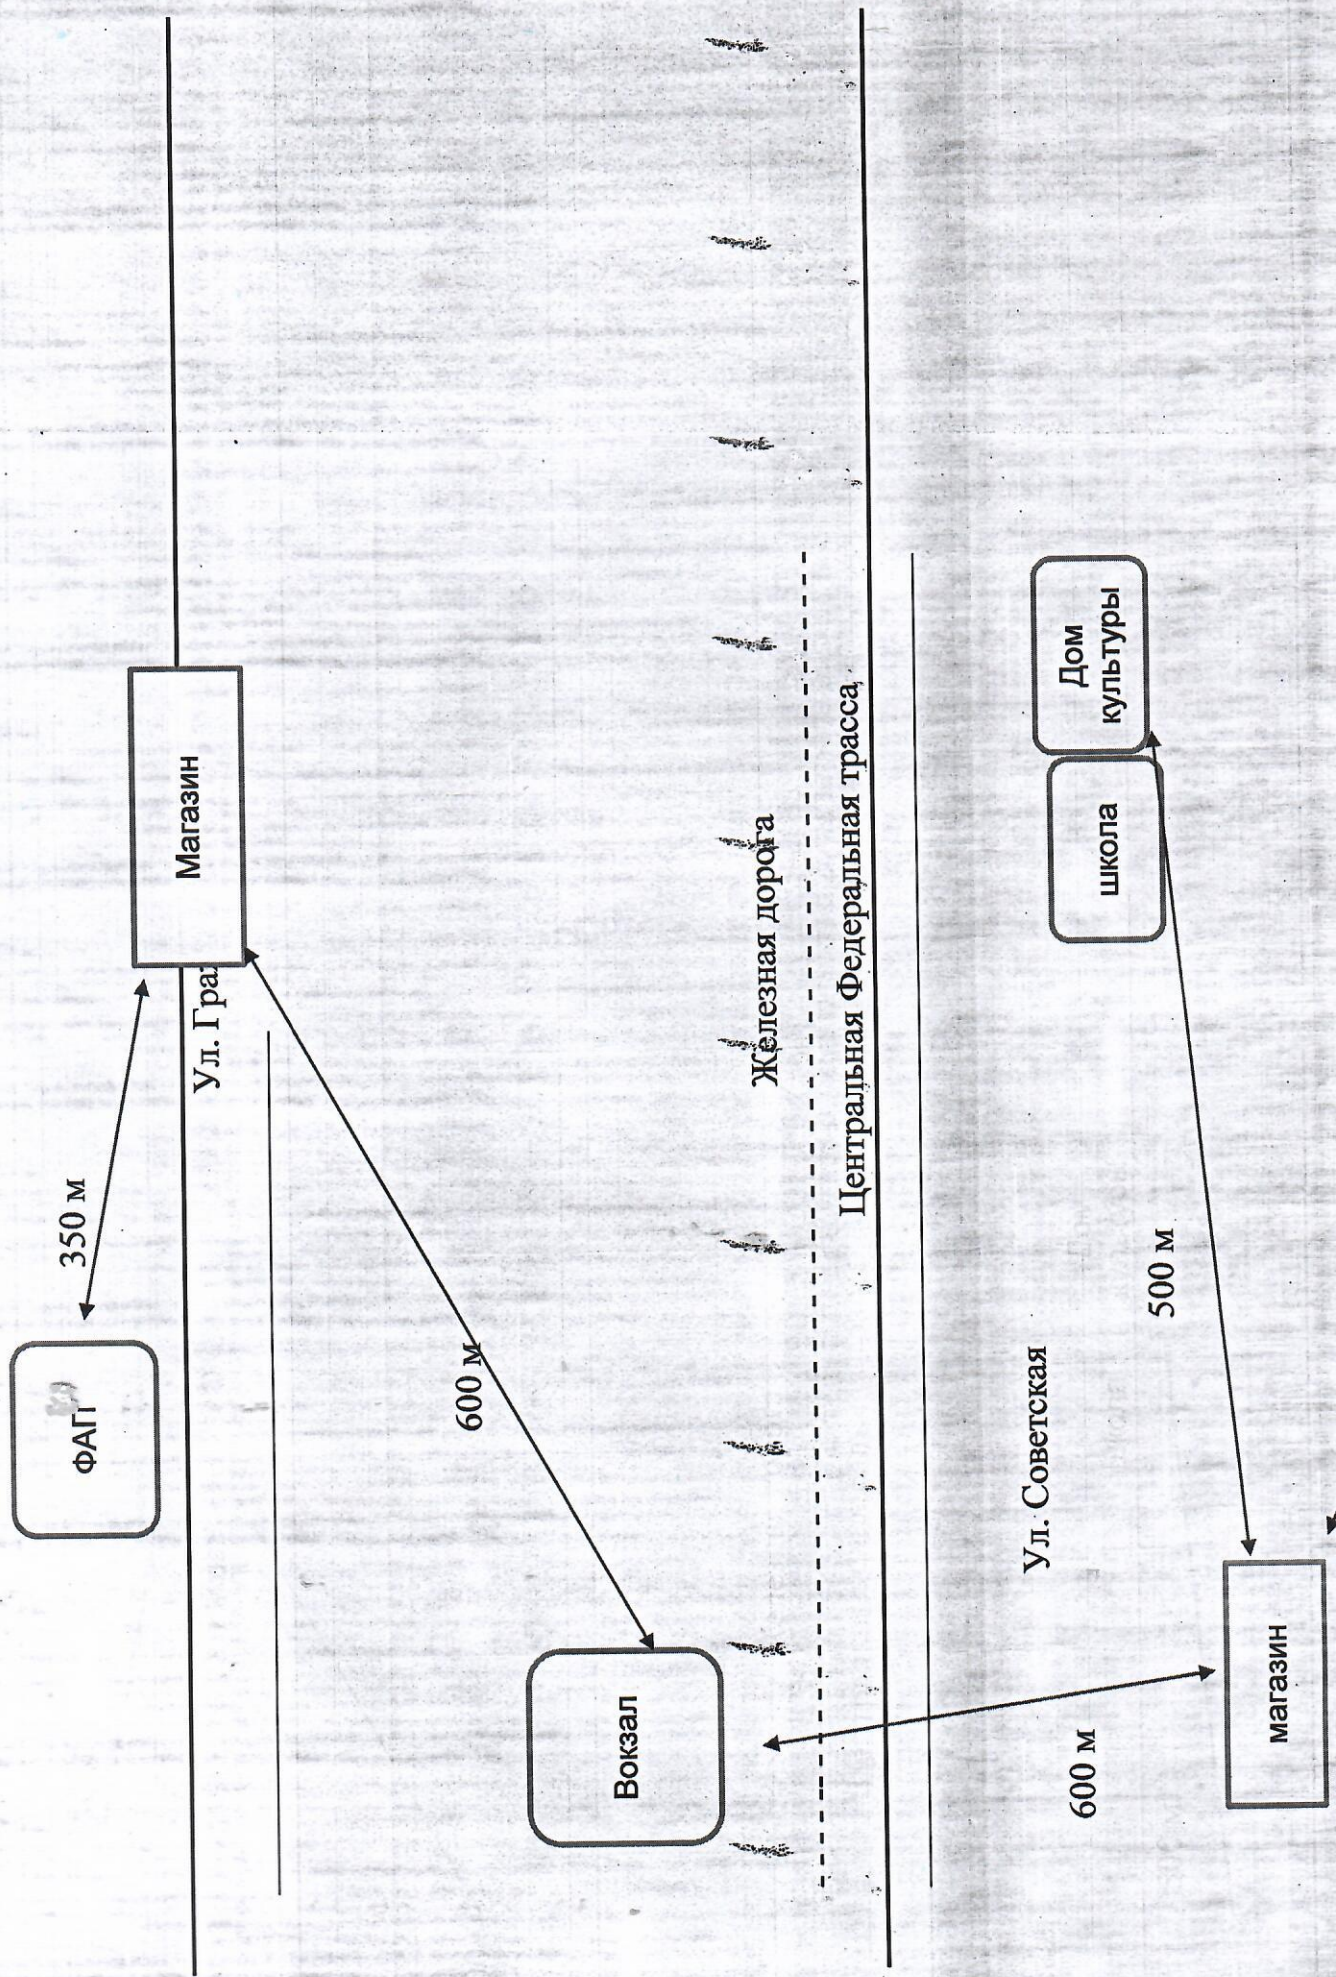 ФАП
350 м
Магазин
Ул. Гра
600 м
Вокзал
Железная дорога
Центральная Федеральная трасса
Дом
культуры
школа
Ул. Советская
500 м
600 м
магазин